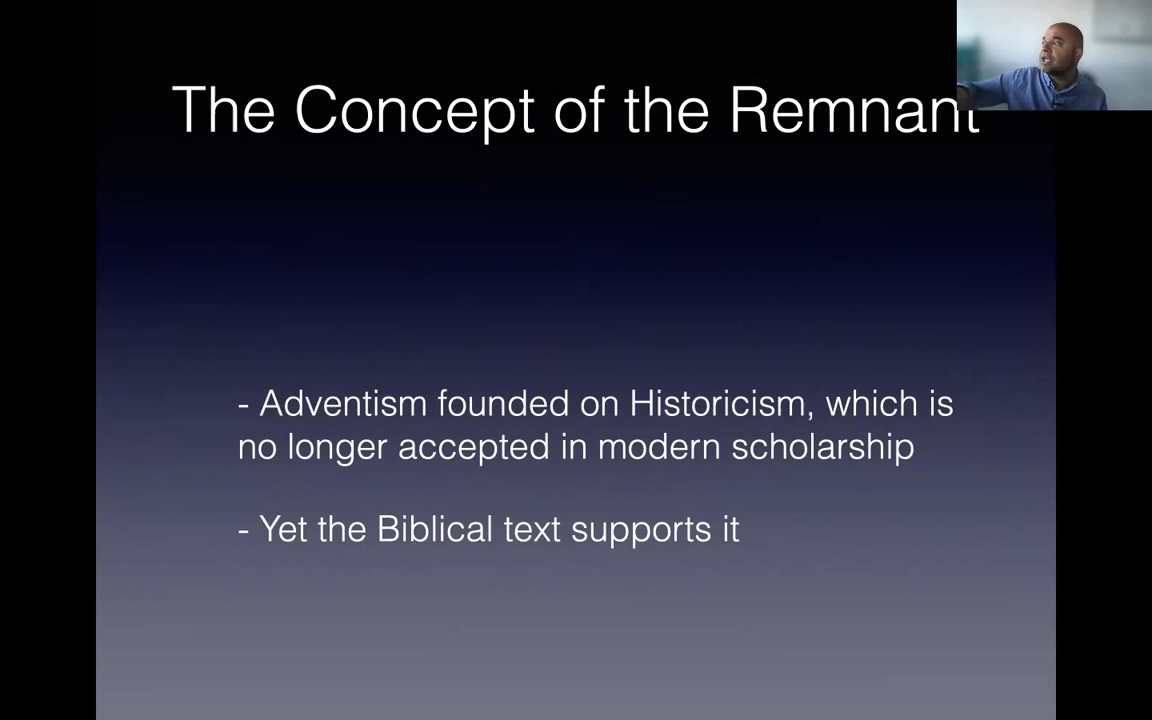 The Concept of the Remnant
- Adventism founded on Historicism, which is
no longer accepted in modern scholarship
- Yet the Biblical text supports it